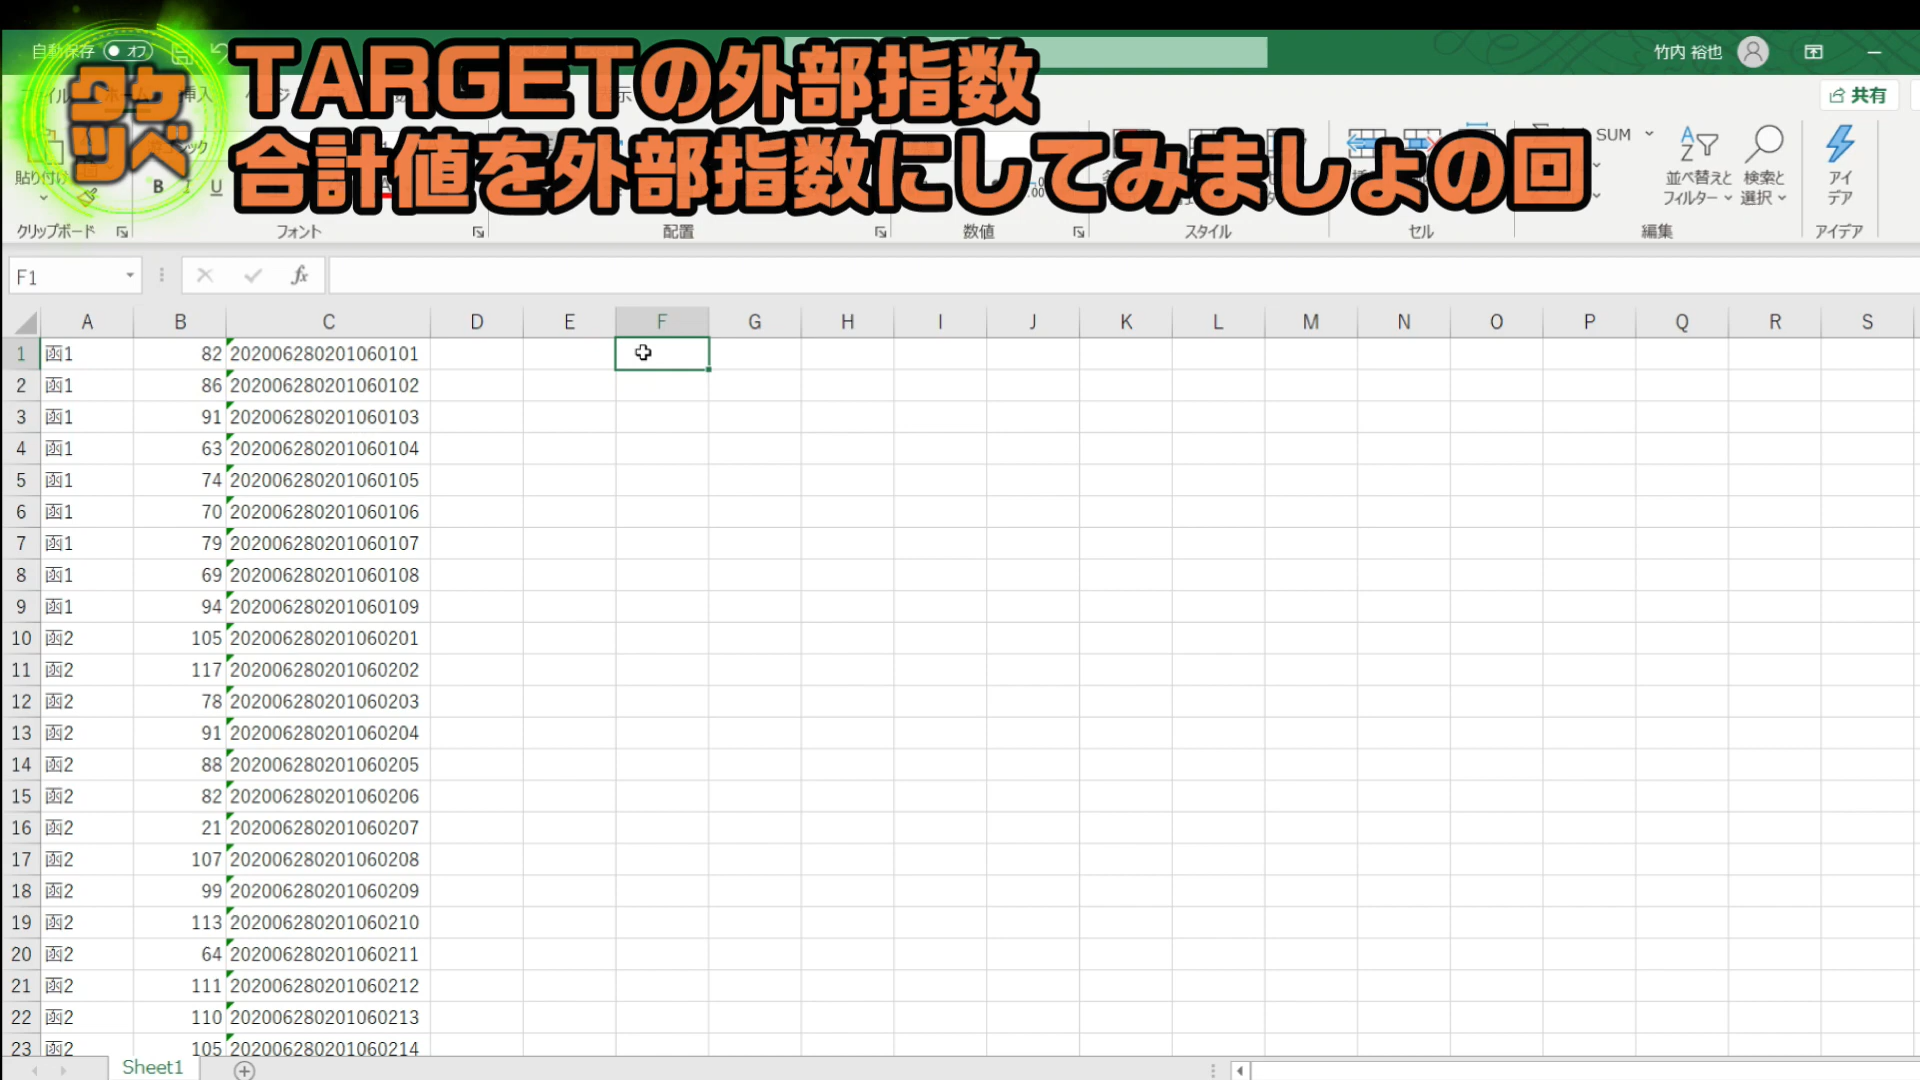 自動保存 オフ
竹内 裕也
タケツベ
TARGETの外部指数
合計値を外部指数にしてみましょの回
共有
貼り付け
B I U
SUM
並べ替えと
フィルター
検索と
選択
アイ
デア
クリップボード フォント 配置 数値 スタイル セル 編集 アイデア
F1 fx
A B C D E F G H I J K L M N O P Q R S
1 函1 82 202006280201060101
2 函1 86 202006280201060102
3 函1 91 202006280201060103
4 函1 63 202006280201060104
5 函1 74 202006280201060105
6 函1 70 202006280201060106
7 函1 79 202006280201060107
8 函1 69 202006280201060108
9 函1 94 202006280201060109
10 函2 105 202006280201060201
11 函2 117 202006280201060202
12 函2 78 202006280201060203
13 函2 91 202006280201060204
14 函2 88 202006280201060205
15 函2 82 202006280201060206
16 函2 21 202006280201060207
17 函2 107 202006280201060208
18 函2 99 202006280201060209
19 函2 113 202006280201060210
20 函2 64 202006280201060211
21 函2 111 202006280201060212
22 函2 110 202006280201060213
23 函2 105 202006280201060214
Sheet1